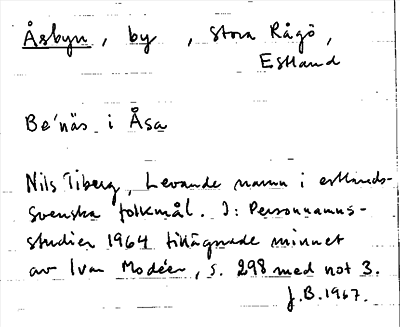 Åsbyn, by, Stora Rågö,
Estland
Be'näs i Åsa
Nils Tiberg, Levande namn i estlands-
svenska folkmål. I: Personnamns-
studier 1964 tillägnade minnet
av Ivar Modéer, s. 298 med not 3.
J.B. 1967.